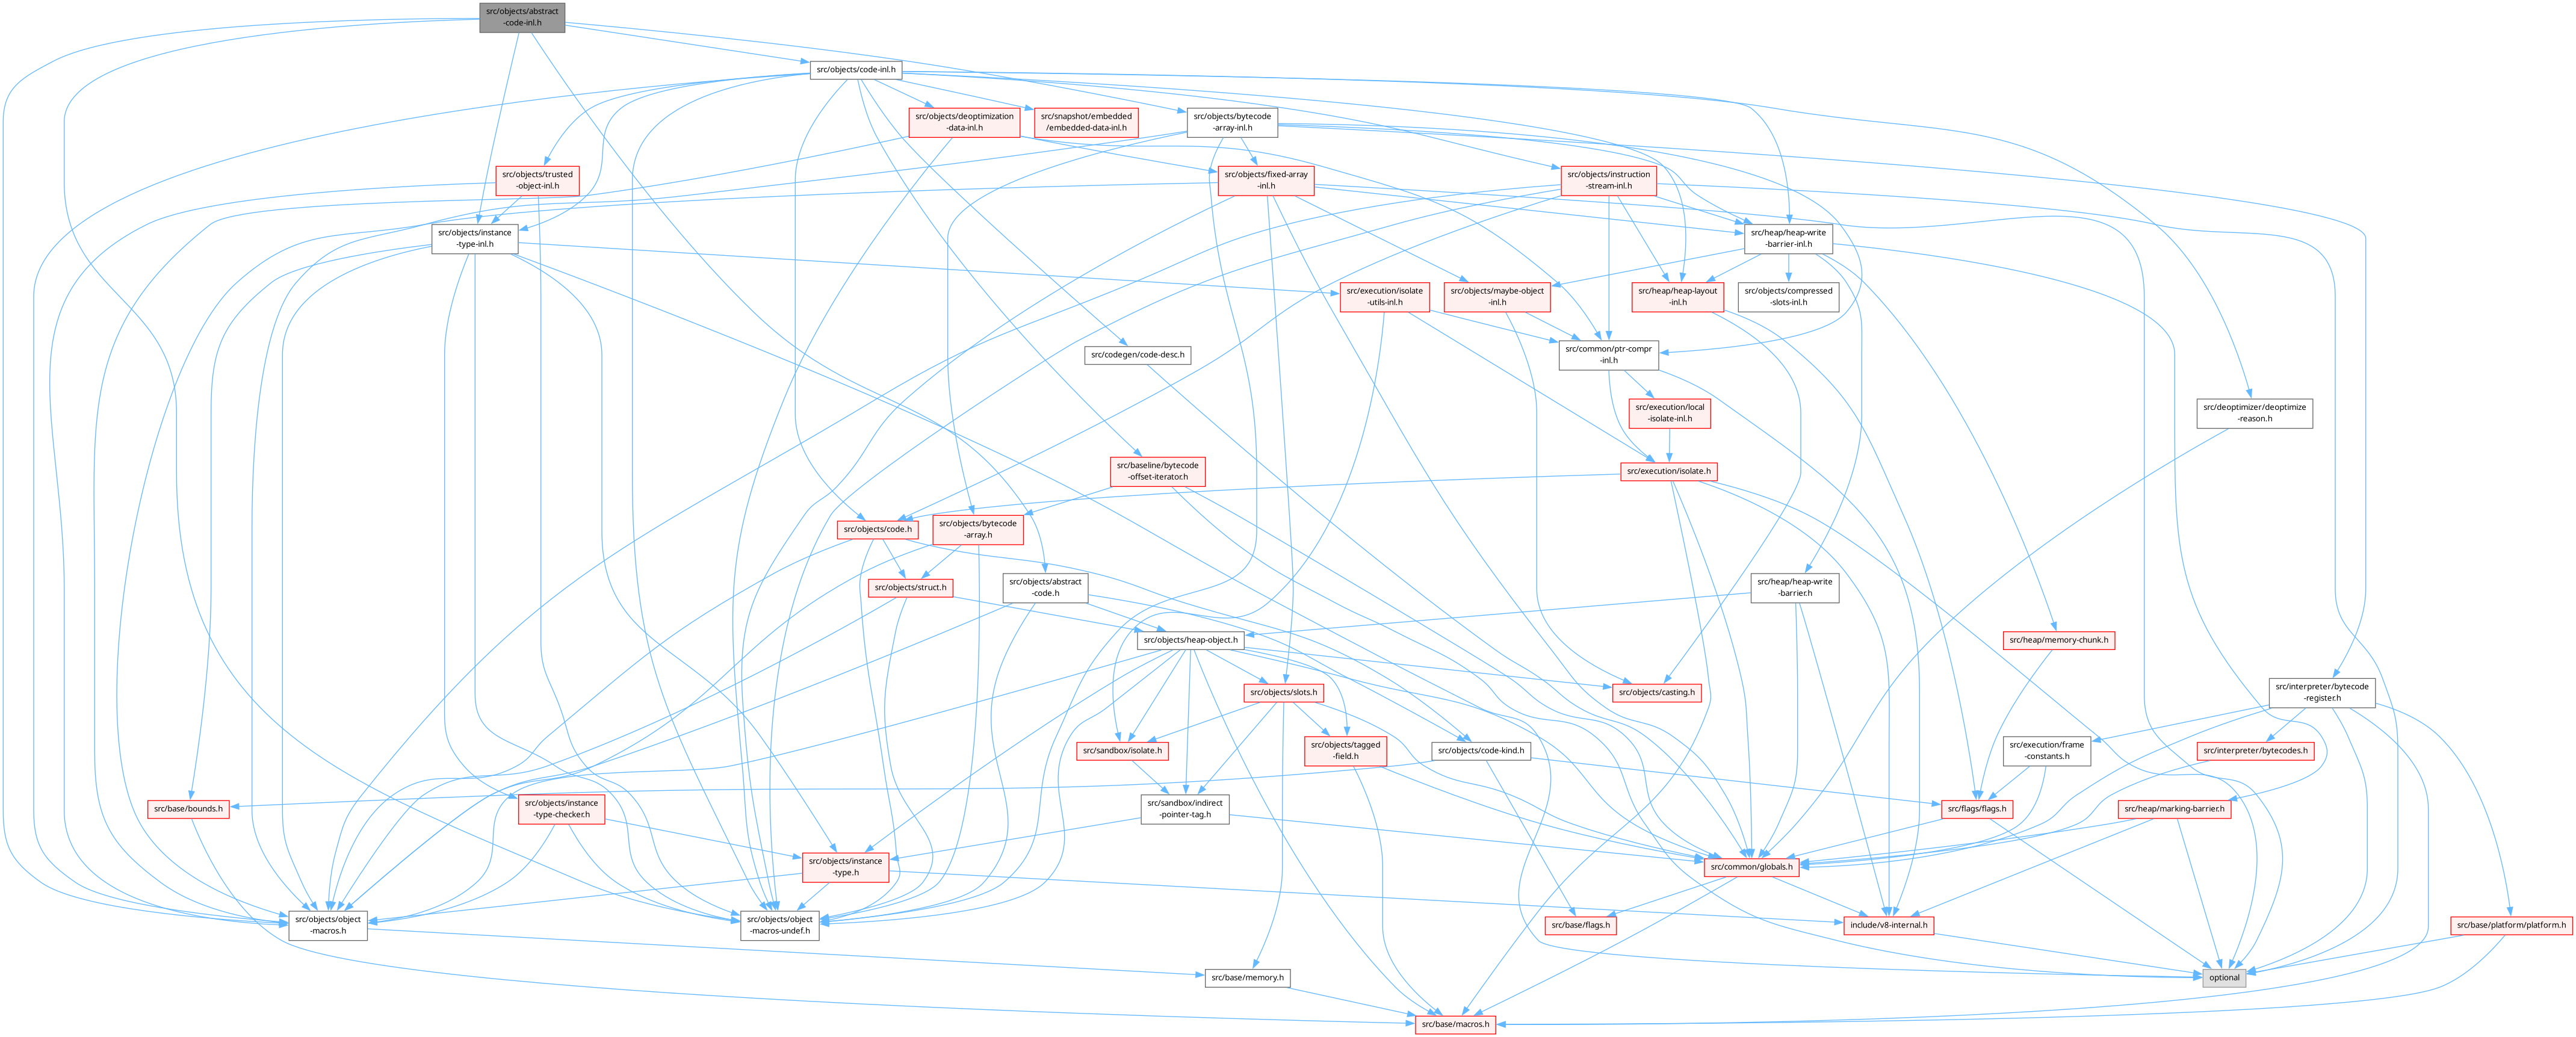 src/objects/abstract
-code-inl.h
src/objects/code-inl.h
src/objects/deoptimization
-data-inl.h
src/snapshot/embedded
/embedded-data-inl.h
src/objects/bytecode
-array-inl.h
src/objects/trusted
-object-inl.h
src/objects/fixed-array
-inl.h
src/objects/instruction
-stream-inl.h
src/objects/instance
-type-inl.h
src/heap/heap-write
-barrier-inl.h
src/execution/isolate
-utils-inl.h
src/objects/maybe-object
-inl.h
src/heap/heap-layout
-inl.h
src/objects/compressed
-slots-inl.h
src/codegen/code-desc.h
src/common/ptr-compr
-inl.h
src/execution/local
-isolate-inl.h
src/deoptimizer/deoptimize
-reason.h
src/baseline/bytecode
-offset-iterator.h
src/execution/isolate.h
src/objects/code.h
src/objects/bytecode
-array.h
src/objects/struct.h
src/objects/abstract
-code.h
src/heap/heap-write
-barrier.h
src/objects/heap-object.h
src/heap/memory-chunk.h
src/objects/slots.h
src/objects/casting.h
src/interpreter/bytecode
-register.h
src/sandbox/isolate.h
src/objects/tagged
-field.h
src/objects/code-kind.h
src/execution/frame
-constants.h
src/interpreter/bytecodes.h
src/base/bounds.h
src/objects/instance
-type-checker.h
src/sandbox/indirect
-pointer-tag.h
src/flags/flags.h
src/heap/marking-barrier.h
src/objects/instance
-type.h
src/common/globals.h
src/objects/object
-macros.h
src/objects/object
-macros-undef.h
src/base/flags.h
include/v8-internal.h
src/base/platform/platform.h
src/base/memory.h
optional
src/base/macros.h